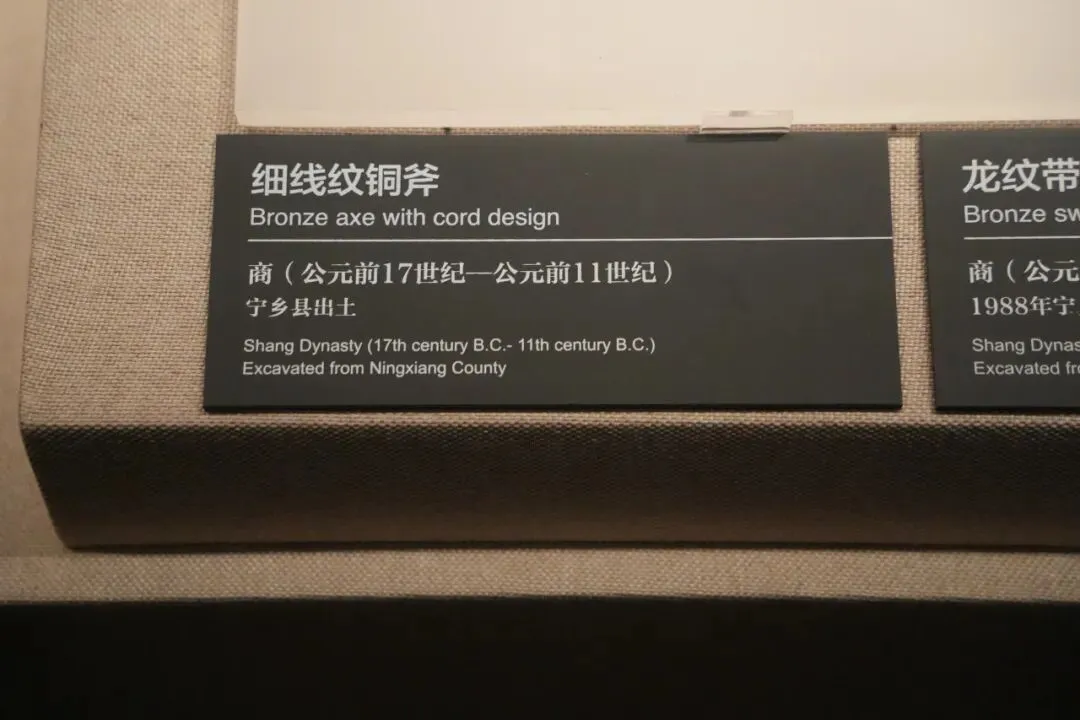 细线纹铜斧
Bronze axe with cord design
商（公元前17世纪—公元前11世纪）
宁乡县出土
Shang Dynasty (17th century B.C.- 11th century B.C.)
Excavated from Ningxiang County
龙纹带
Bronze sw
商（公元
1988年宁
Shang Dynas
Excavated fr